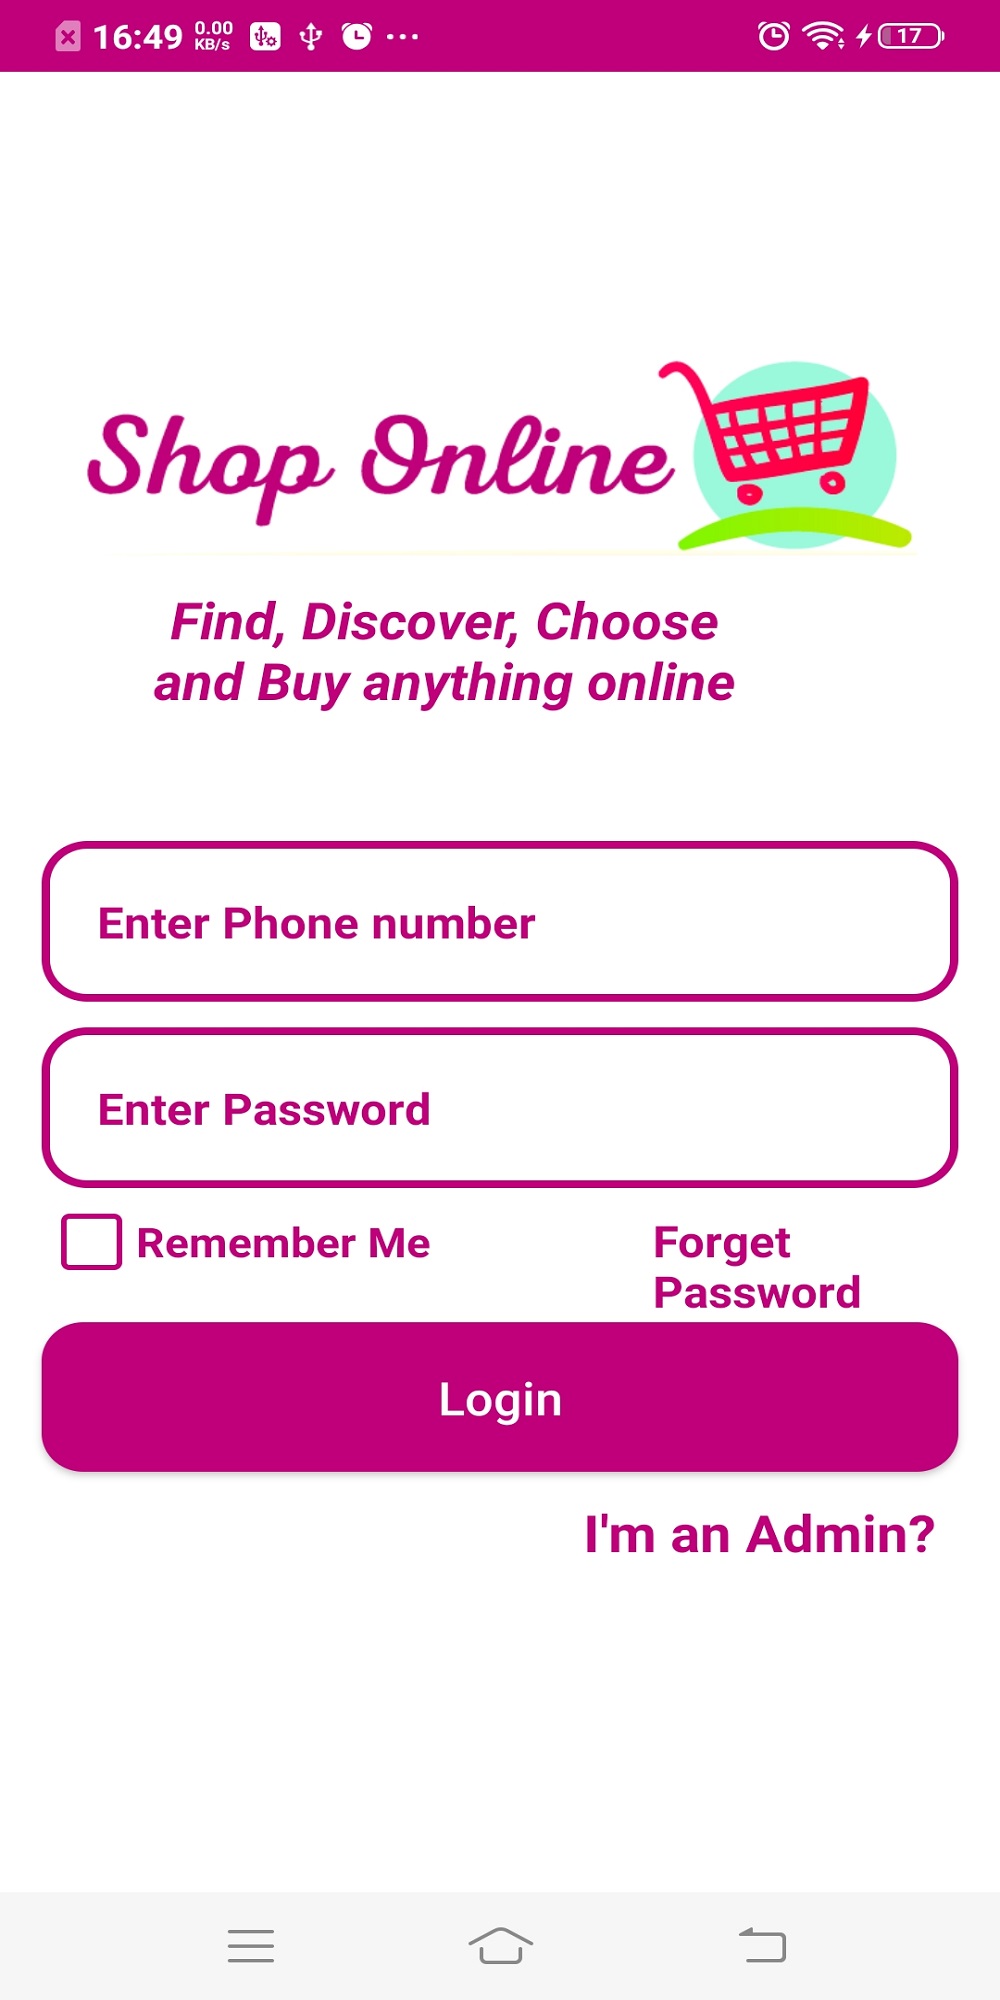 16:49 0.00 KB/s 17
Shop Online
Find, Discover, Choose
and Buy anything online
Enter Phone number
Enter Password
Remember Me
Forget
Password
Login
I'm an Admin?